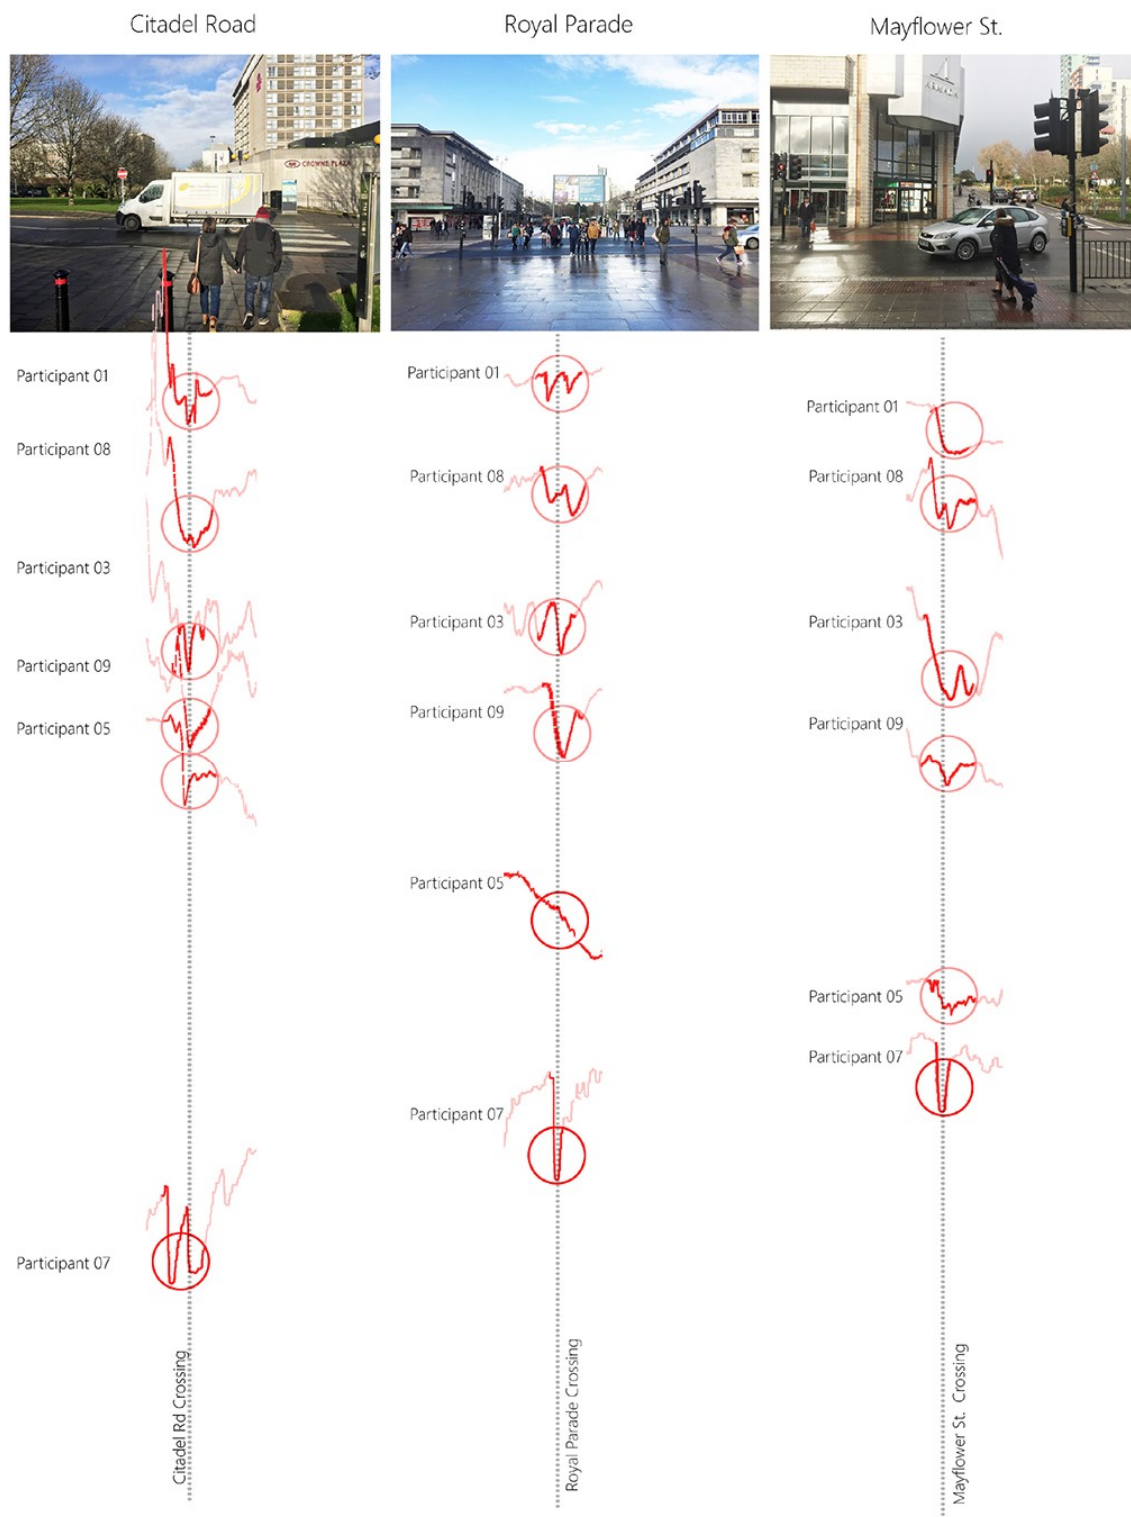 Citadel Road
Royal Parade
Mayflower St.
CROWNE PLAZA
Participant 01
Participant 08
Participant 03
Participant 09
Participant 05
Participant 07
Citadel Rd Crossing
Participant 01
Participant 08
Participant 03
Participant 09
Participant 05
Participant 07
Royal Parade Crossing
Participant 01
Participant 08
Participant 03
Participant 09
Participant 05
Participant 07
Mayflower St. Crossing